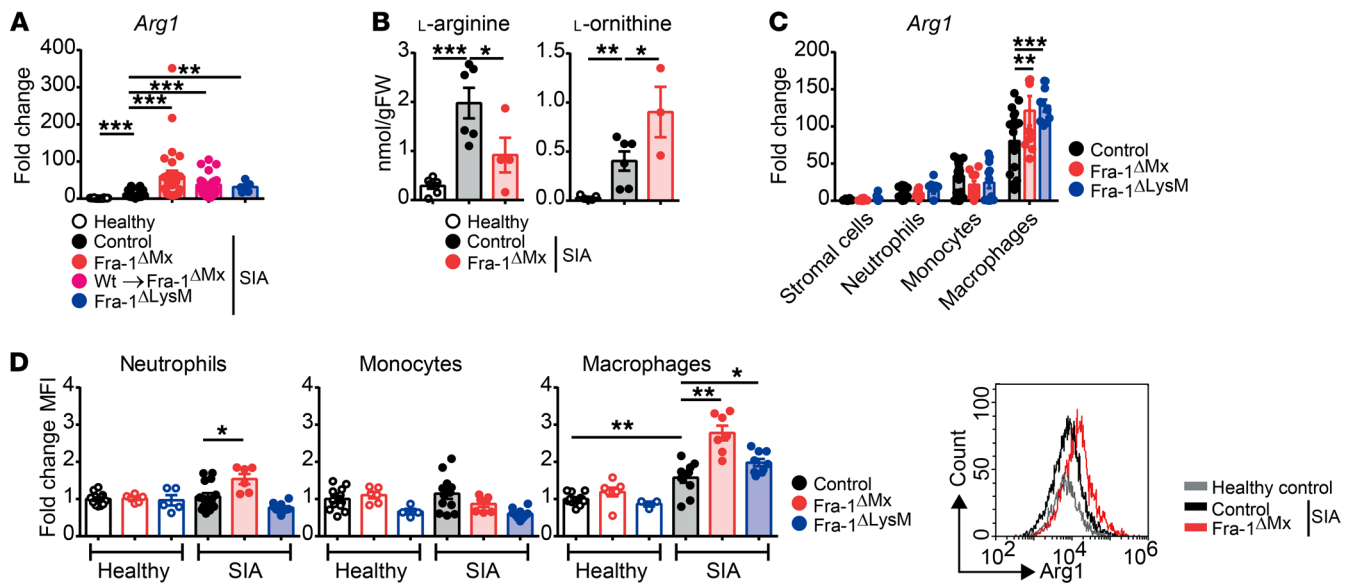 A
Arg1
Fold change
400
300
200
100
0
***
***
***
**
Healthy
Control
Fra-1ΔMx
Wt →Fra-1ΔMx
Fra-1ΔLysM
SIA
B
L-arginine
L-ornithine
nmol/gFW
3
2
1
0
***
*
1.5
1.0
0.5
0.0
**
*
Healthy
Control
Fra-1ΔMx
SIA
C
Arg1
Fold change
200
150
100
50
0
***
**
Stromal cells
Neutrophils
Monocytes
Macrophages
Control
Fra-1ΔMx
Fra-1ΔLysM
D
Neutrophils
Fold change MFI
4
3
2
1
0
*
Healthy
SIA
Monocytes
4
3
2
1
0
Healthy
SIA
Macrophages
4
3
2
1
0
**
**
*
Healthy
SIA
Control
Fra-1ΔMx
Fra-1ΔLysM
Count
100
50
0
10²
10⁴
10⁶
Arg1
Healthy control
Control
Fra-1ΔMx
SIA